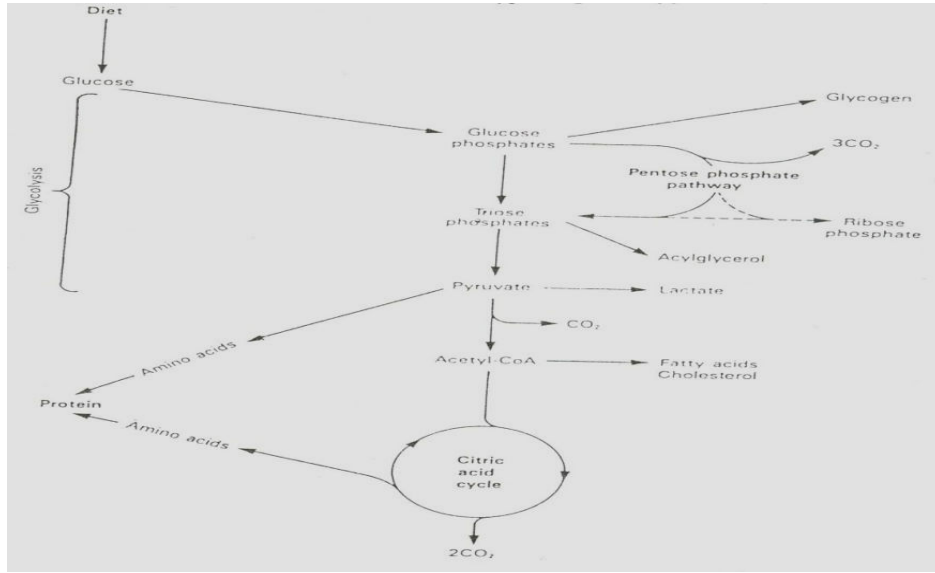 Diet
Glucose
Glycogen
Glucose
phosphates
3CO₂
Glycolysis
Pentose phosphate
pathway
Triose
phosphates
Ribose
phosphate
Acylglycerol
Pyruvate
Lactate
CO₂
Amino acids
Acetyl-CoA
Fatty acids
Cholesterol
Protein
Amino acids
Citric
acid
cycle
2CO₂